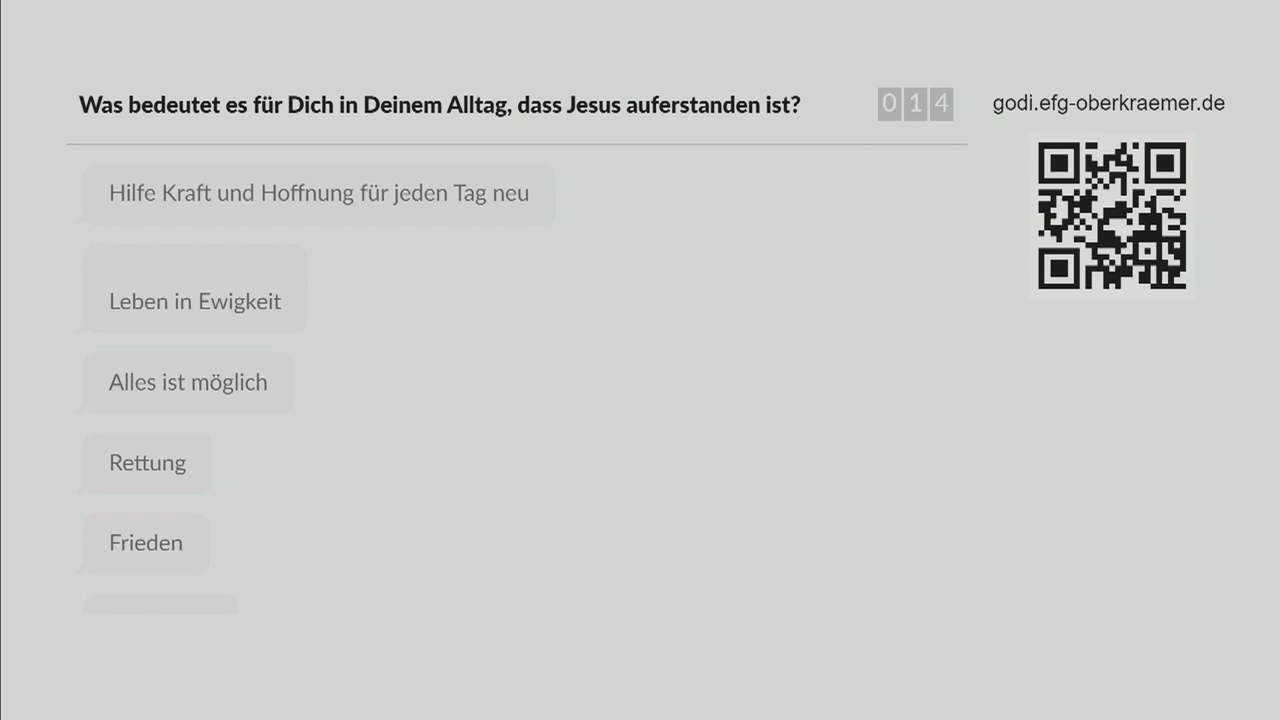 Was bedeutet es für Dich in Deinem Alltag, dass Jesus auferstanden ist?
014
godi.efg-oberkraemer.de
Hilfe Kraft und Hoffnung für jeden Tag neu
Leben in Ewigkeit
Alles ist möglich
Rettung
Frieden